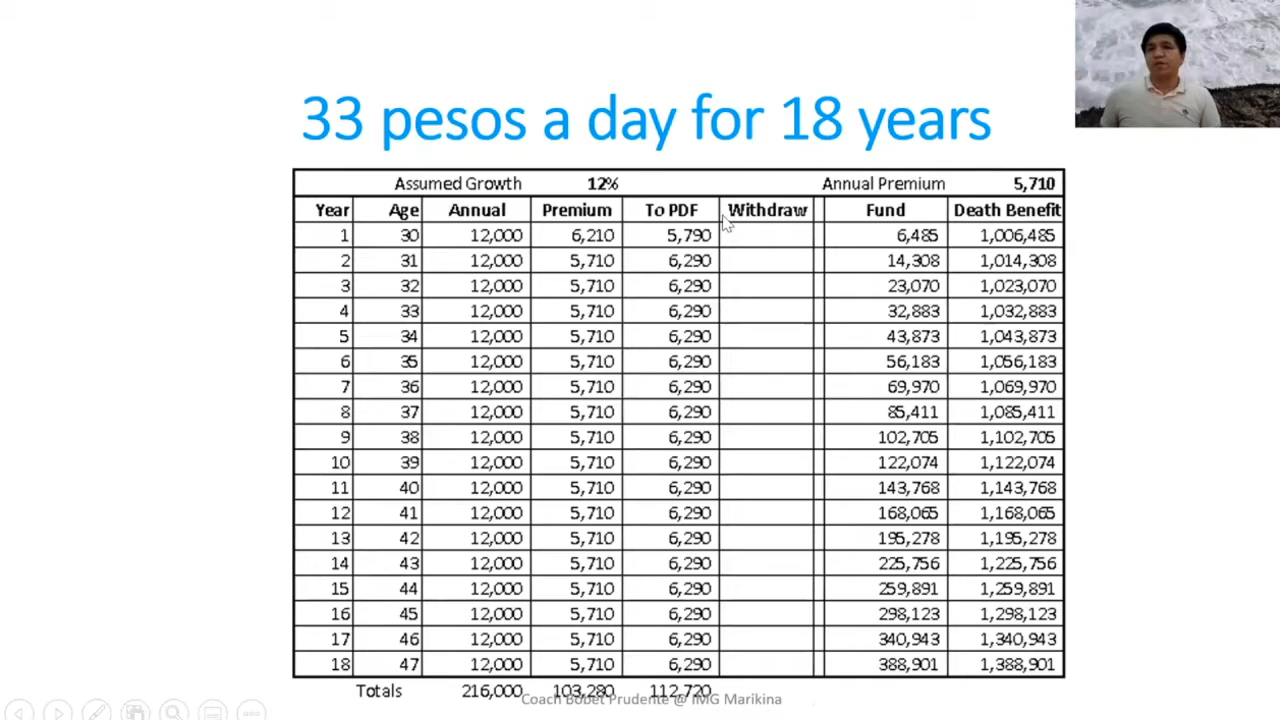 33 pesos a day for 18 years
Assumed Growth 12% Annual Premium 5,710
Year Age Annual Premium To PDF Withdraw Fund Death Benefit
1 30 12,000 6,210 5,790 6,485 1,006,485
2 31 12,000 5,710 6,290 14,308 1,014,308
3 32 12,000 5,710 6,290 23,070 1,023,070
4 33 12,000 5,710 6,290 32,883 1,032,883
5 34 12,000 5,710 6,290 43,873 1,043,873
6 35 12,000 5,710 6,290 56,183 1,056,183
7 36 12,000 5,710 6,290 69,970 1,069,970
8 37 12,000 5,710 6,290 85,411 1,085,411
9 38 12,000 5,710 6,290 102,705 1,102,705
10 39 12,000 5,710 6,290 122,074 1,122,074
11 40 12,000 5,710 6,290 143,768 1,143,768
12 41 12,000 5,710 6,290 168,065 1,168,065
13 42 12,000 5,710 6,290 195,278 1,195,278
14 43 12,000 5,710 6,290 225,756 1,225,756
15 44 12,000 5,710 6,290 259,891 1,259,891
16 45 12,000 5,710 6,290 298,123 1,298,123
17 46 12,000 5,710 6,290 340,943 1,340,943
18 47 12,000 5,710 6,290 388,901 1,388,901
Totals 216,000 103,280 112,720
Coach Bobet Prudente @ IMG Marikina